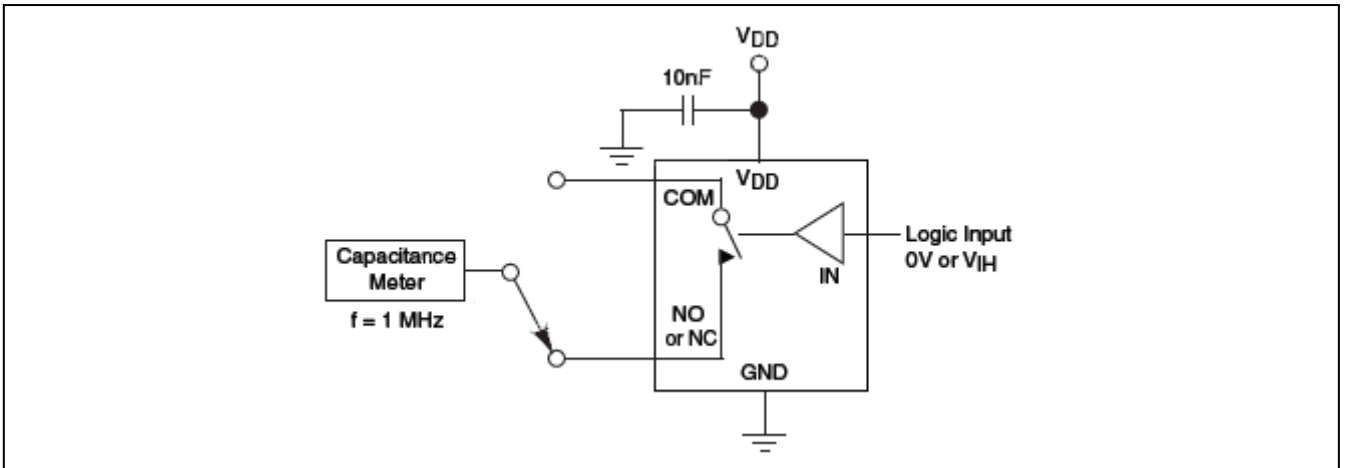 VDD
10nF
VDD
COM
Logic Input
0V or VIH
IN
Capacitance
Meter
f = 1 MHz
NO
or NC
GND